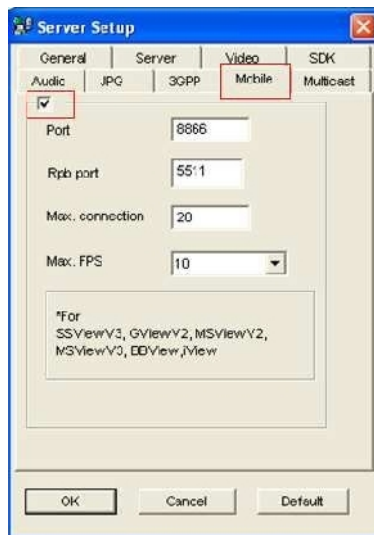 Server Setup
General Server Video SDK
Audio JPG 3GPP Mobile Multicast
Port 8866
Rpb port 5511
Max. connection 20
Max. FPS 10
*For
SSViewV3, GViewV2, MSViewV2,
MSViewV3, BBView,iView
OK Cancel Default